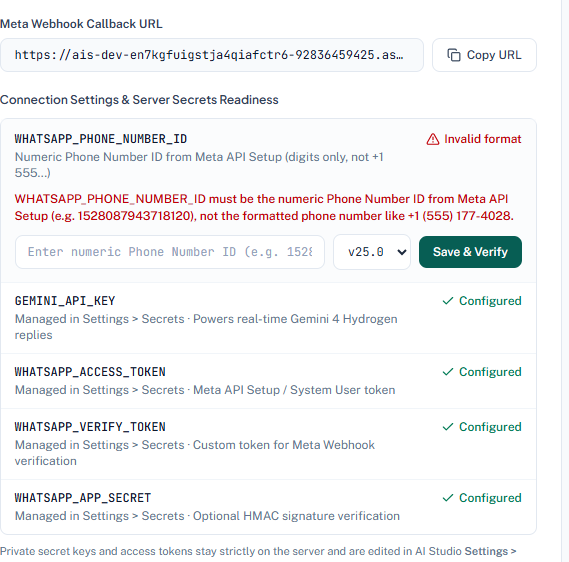 Meta Webhook Callback URL
https://ais-dev-en7kgfuigstja4qiafctr6-92836459425.as…
Copy URL
Connection Settings & Server Secrets Readiness
WHATSAPP_PHONE_NUMBER_ID
Invalid format
Numeric Phone Number ID from Meta API Setup (digits only, not +1
555...)
WHATSAPP_PHONE_NUMBER_ID must be the numeric Phone Number ID from Meta API
Setup (e.g. 1528087943718120), not the formatted phone number like +1 (555) 177-4028.
Enter numeric Phone Number ID (e.g. 1528
v25.0
Save & Verify
GEMINI_API_KEY
Configured
Managed in Settings > Secrets · Powers real-time Gemini 4 Hydrogen
replies
WHATSAPP_ACCESS_TOKEN
Configured
Managed in Settings > Secrets · Meta API Setup / System User token
WHATSAPP_VERIFY_TOKEN
Configured
Managed in Settings > Secrets · Custom token for Meta Webhook
verification
WHATSAPP_APP_SECRET
Configured
Managed in Settings > Secrets · Optional HMAC signature verification
Private secret keys and access tokens stay strictly on the server and are edited in AI Studio Settings >